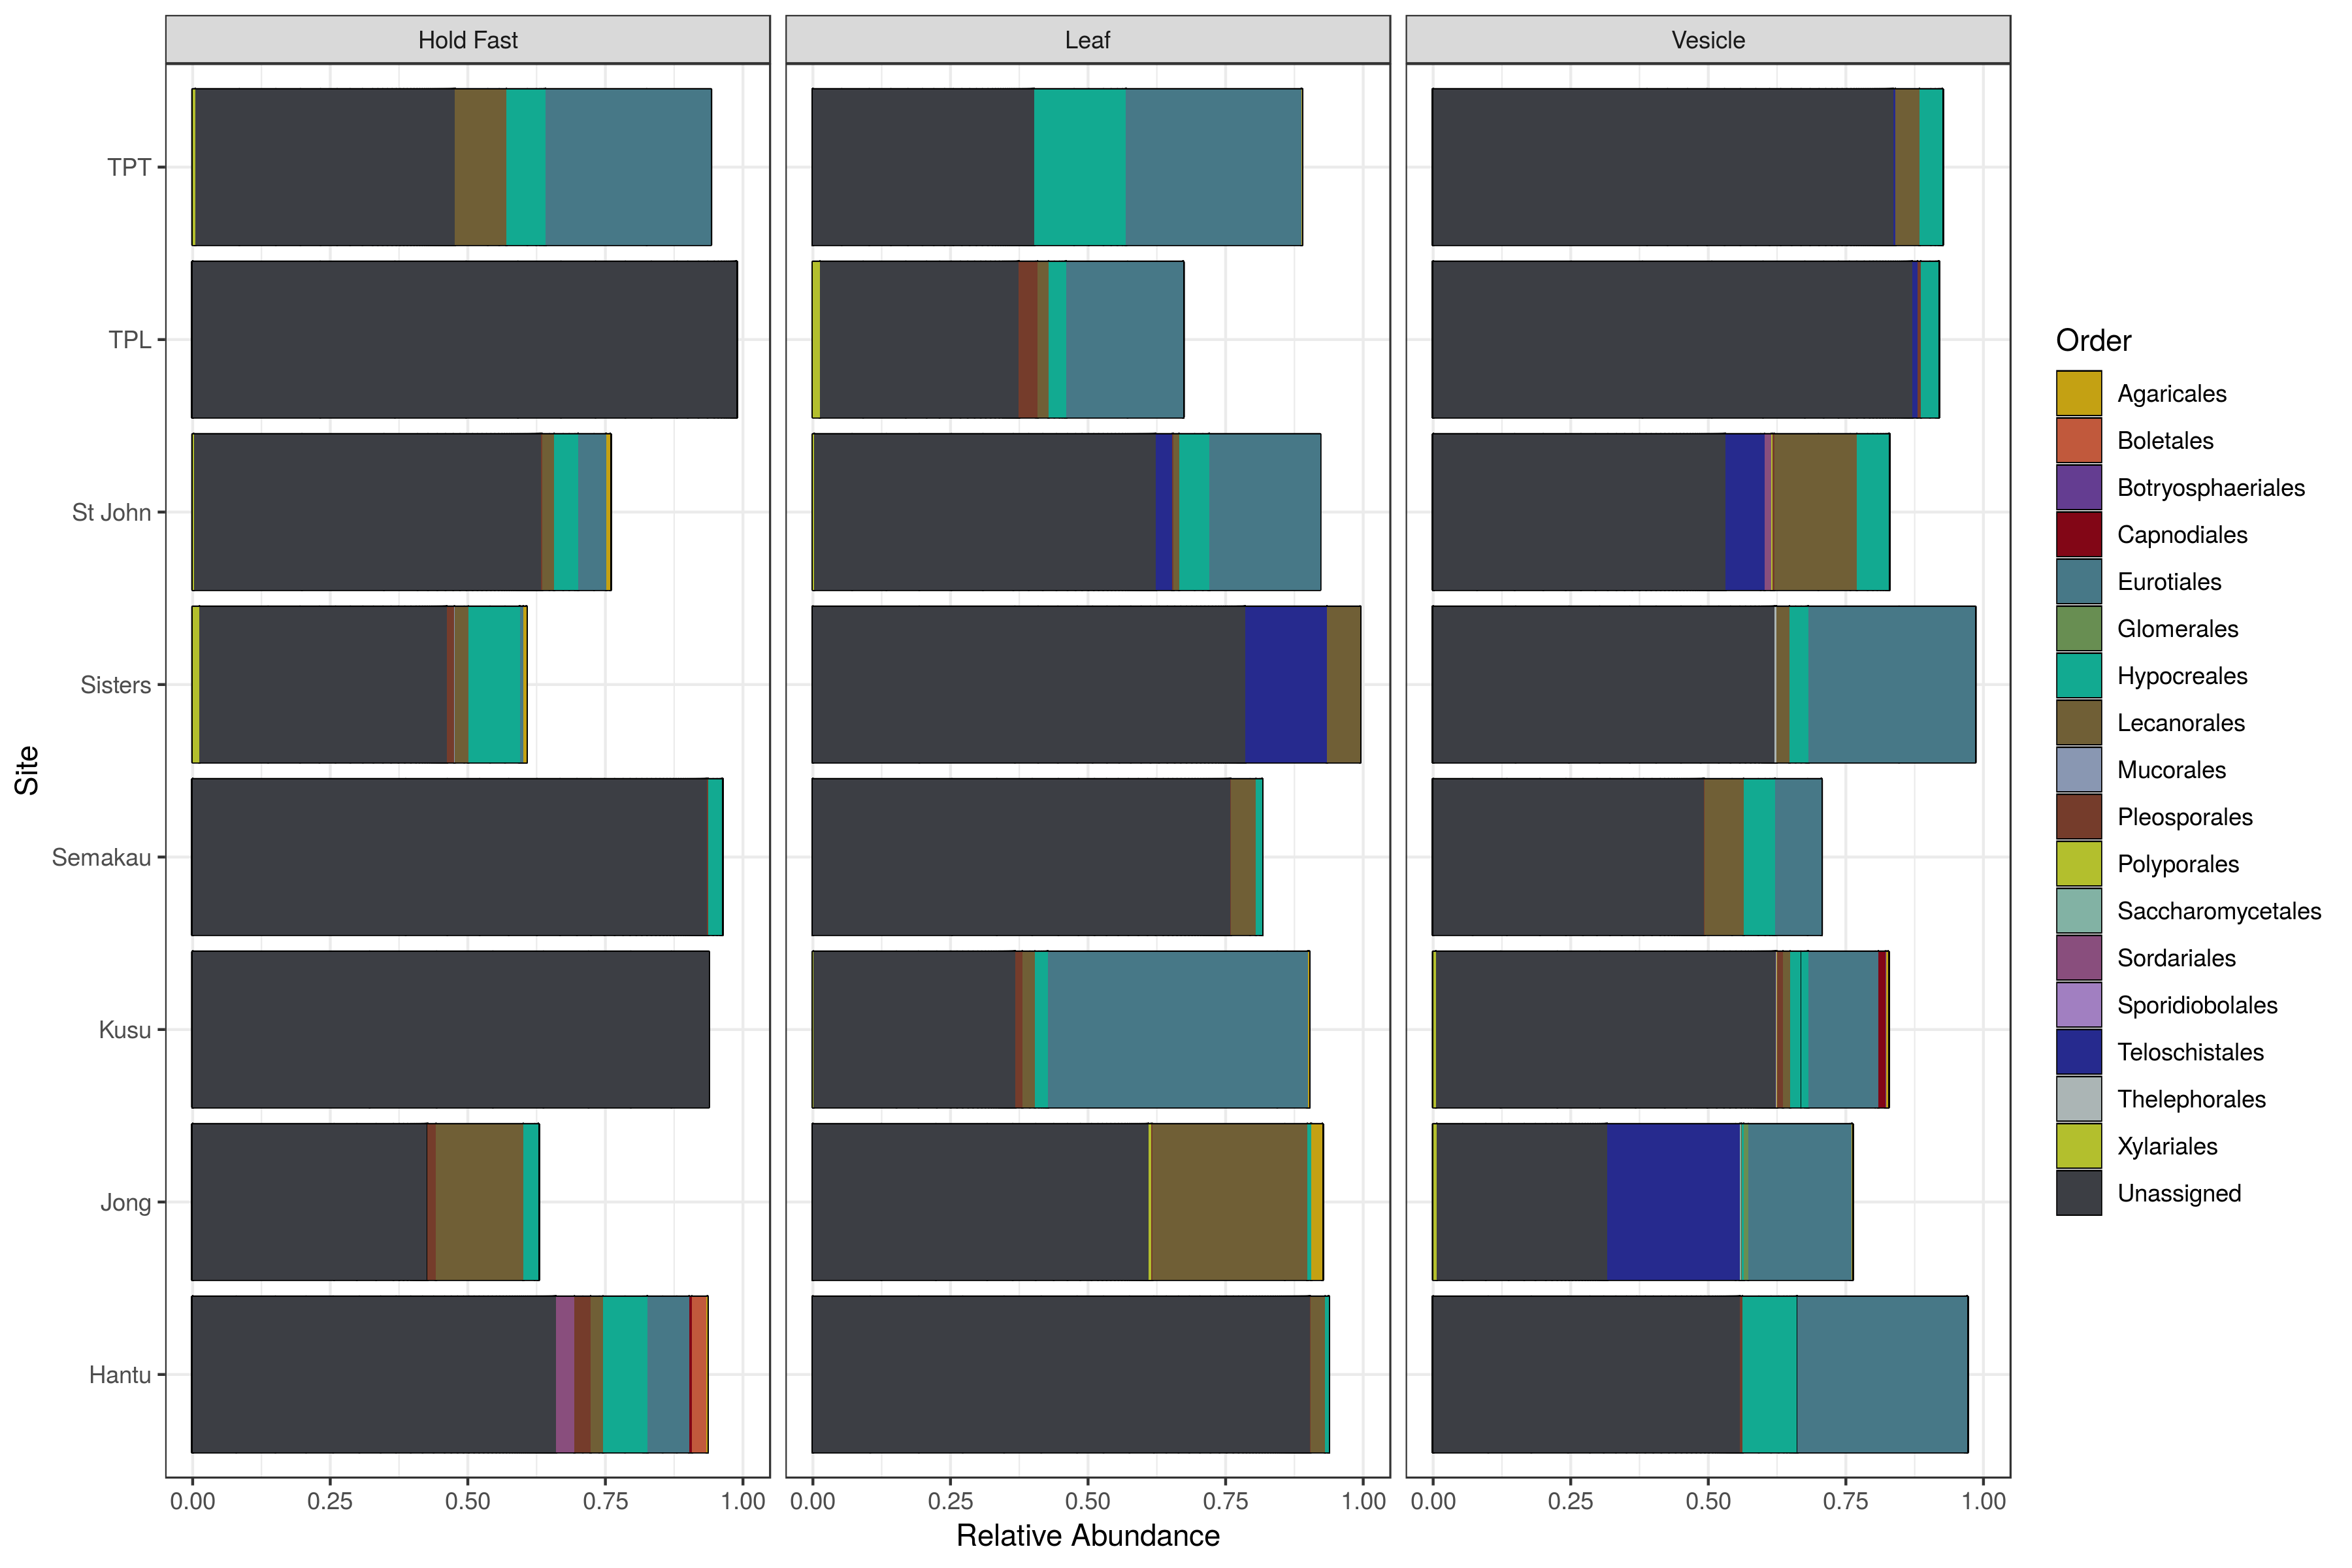 Hold Fast
Leaf
Vesicle
TPT
TPL
St John
Sisters
Semakau
Kusu
Jong
Hantu
Site
0.00 0.25 0.50 0.75 1.00
0.00 0.25 0.50 0.75 1.00
0.00 0.25 0.50 0.75 1.00
Relative Abundance
Order
Agaricales
Boletales
Botryosphaeriales
Capnodiales
Eurotiales
Glomerales
Hypocreales
Lecanorales
Mucorales
Pleosporales
Polyporales
Saccharomycetales
Sordariales
Sporidiobolales
Teloschistales
Thelephorales
Xylariales
Unassigned